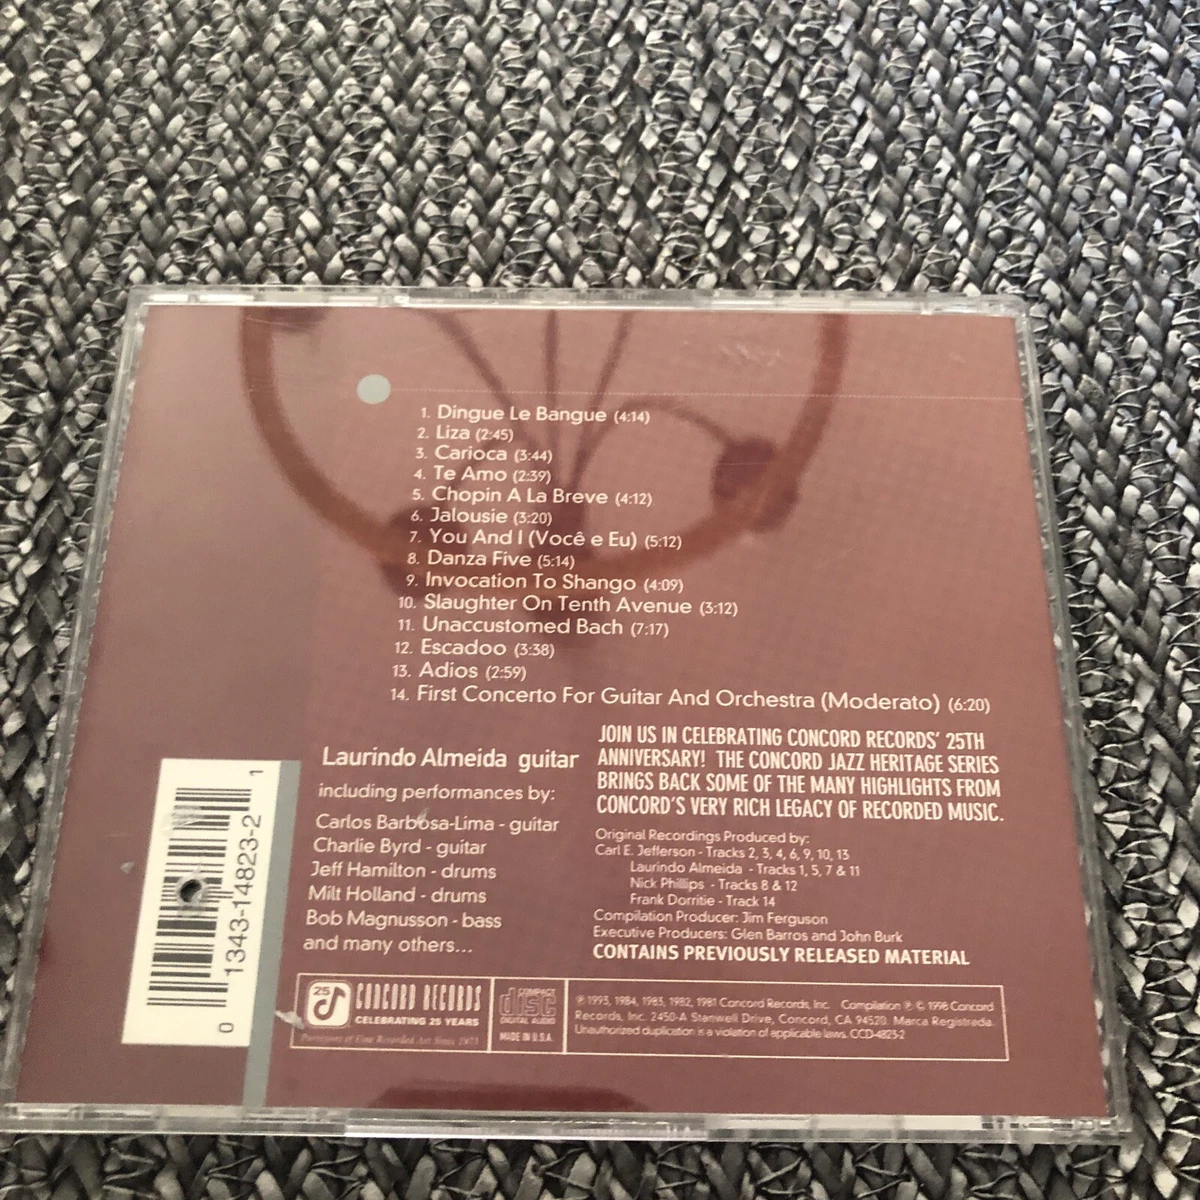 1. Dingue Le Bangue (4:14)
2. Liza (2:45)
3. Carioca (3:44)
4. Te Amo (2:39)
5. Chopin A La Breve (4:12)
6. Jalousie (3:20)
7. You And I (Você e Eu) (5:12)
8. Danza Five (5:14)
9. Invocation To Shango (4:09)
10. Slaughter On Tenth Avenue (3:12)
11. Unaccustomed Bach (7:17)
12. Escadoo (3:38)
13. Adios (2:59)
14. First Concerto For Guitar And Orchestra (Moderato) (6:20)
Laurindo Almeida guitar
including performances by:
Carlos Barbosa-Lima - guitar
Charlie Byrd - guitar
Jeff Hamilton - drums
Milt Holland - drums
Bob Magnusson - bass
and many others...
JOIN US IN CELEBRATING CONCORD RECORDS' 25TH
ANNIVERSARY! THE CONCORD JAZZ HERITAGE SERIES
BRINGS BACK SOME OF THE MANY HIGHLIGHTS FROM
CONCORD'S VERY RICH LEGACY OF RECORDED MUSIC.
Original Recordings Produced by:
Carl E. Jefferson - Tracks 2, 3, 4, 6, 9, 10, 13
Laurindo Almeida - Tracks 1, 5, 7 & 11
Nick Phillips - Tracks 8 & 12
Frank Dorritie - Track 14
Compilation Producer: Jim Ferguson
Executive Producers: Glen Barros and John Burk
CONTAINS PREVIOUSLY RELEASED MATERIAL
0 1343-14823-2 1
25 CONCORD RECORDS
CELEBRATING 25 YEARS
Purveyors of Fine Recorded Art Since 1973
COMPACT
disc
DIGITAL AUDIO
MADE IN U.S.A.
℗ 1993, 1984, 1983, 1982, 1981 Concord Records, Inc. Compilation ℗ © 1998 Concord
Records, Inc. 2450-A Stanwell Drive, Concord, CA 94520. Marca Registrada.
Unauthorized duplication is a violation of applicable laws. CCD-4823-2